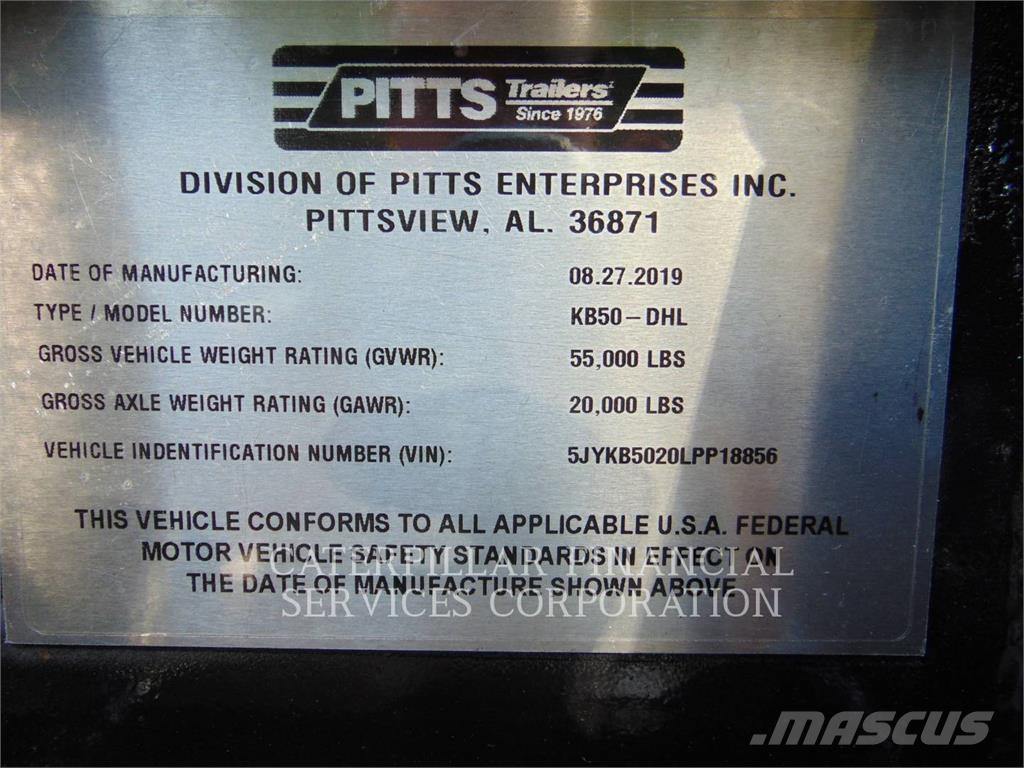 PITTS Trailers
Since 1976
DIVISION OF PITTS ENTERPRISES INC.
PITTSVIEW, AL. 36871
DATE OF MANUFACTURING: 08.27.2019
TYPE / MODEL NUMBER: KB50-DHL
GROSS VEHICLE WEIGHT RATING (GVWR): 55,000 LBS
GROSS AXLE WEIGHT RATING (GAWR): 20,000 LBS
VEHICLE INDENTIFICATION NUMBER (VIN): 5JYKB5020LPP18856
THIS VEHICLE CONFORMS TO ALL APPLICABLE U.S.A. FEDERAL
MOTOR VEHICLE SAFETY STANDARDS IN EFFECT ON
THE DATE OF MANUFACTURE SHOWN ABOVE
CATERPILLAR FINANCIAL
SERVICES CORPORATION
MASCUS